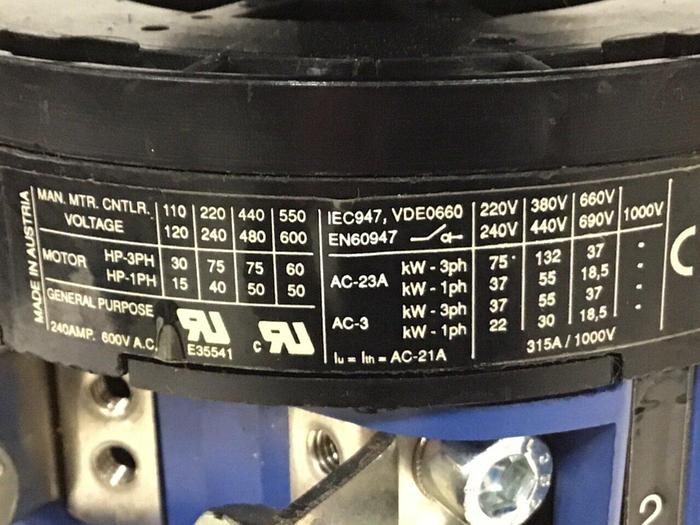 MADE IN AUSTRIA
MAN. MTR. CNTLR. 110 220 440 550
VOLTAGE 120 240 480 600
MOTOR HP-3PH 30 75 75 60
HP-1PH 15 40 50 50
GENERAL PURPOSE
240AMP. 600V A.C.
E35541
c
IEC947, VDE0660 220V 380V 660V 1000V
EN60947 240V 440V 690V
AC-23A kW - 3ph 75 132 37 ·
kW - 1ph 37 55 18,5 ·
AC-3 kW - 3ph 37 55 37 ·
kW - 1ph 22 30 18,5 ·
Iu = Ith = AC-21A 315A / 1000V
2